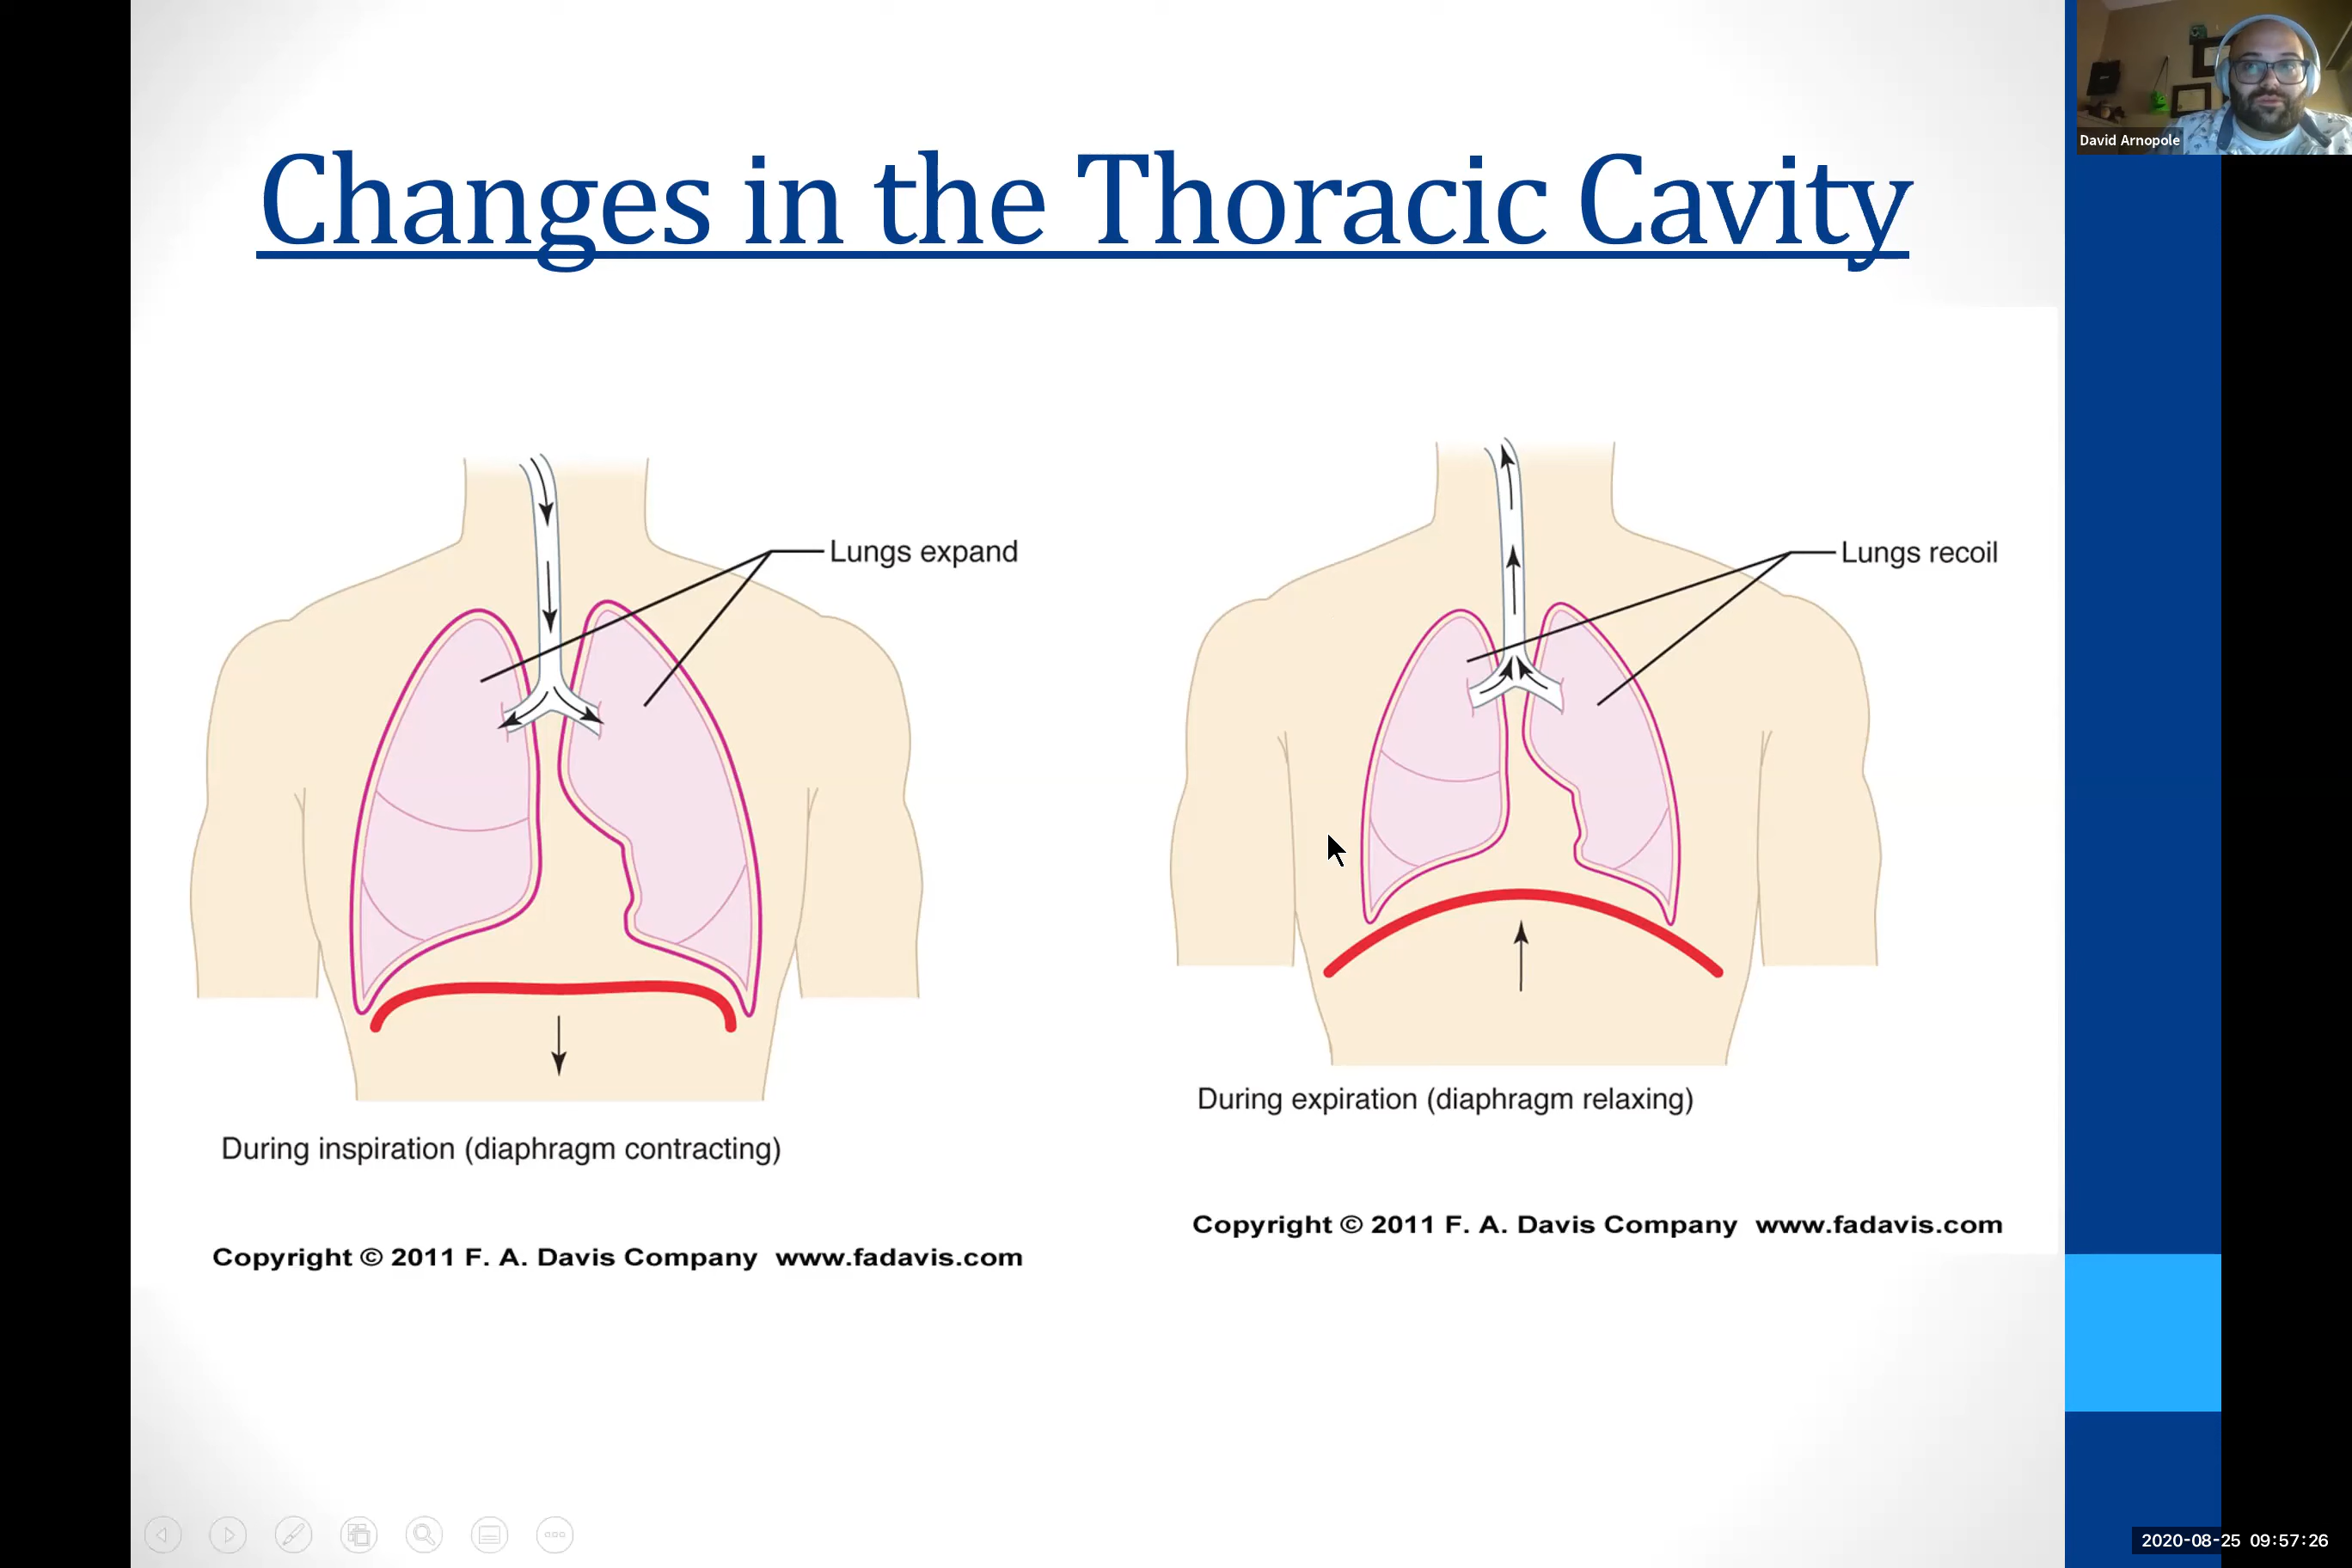 David Arnopole
Changes in the Thoracic Cavity
Lungs expand
During inspiration (diaphragm contracting)
Copyright © 2011 F. A. Davis Company www.fadavis.com
Lungs recoil
During expiration (diaphragm relaxing)
Copyright © 2011 F. A. Davis Company www.fadavis.com
2020-08-25 09:57:26